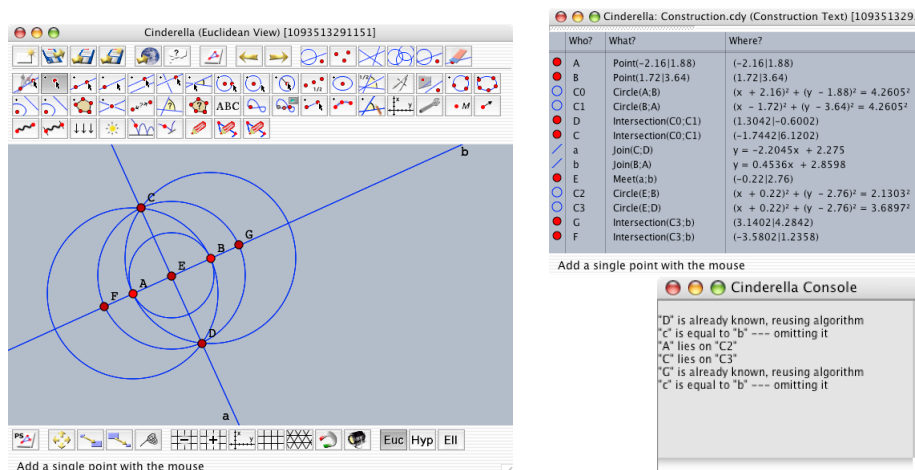 Cinderella (Euclidean View) [1093513291151]
ABC
M
b
C
G
B
E
A
F
D
a
Euc Hyp Ell
Add a single point with the mouse
Cinderella: Construction.cdy (Construction Text) [109351329
Who? What? Where?
A Point(-2.16|1.88) (-2.16|1.88)
B Point(1.72|3.64) (1.72|3.64)
C0 Circle(A;B) (x + 2.16)² + (y - 1.88)² = 4.2605²
C1 Circle(B;A) (x - 1.72)² + (y - 3.64)² = 4.2605²
D Intersection(C0;C1) (1.3042|-0.6002)
C Intersection(C0;C1) (-1.7442|6.1202)
a Join(C;D) y = -2.2045x + 2.275
b Join(B;A) y = 0.4536x + 2.8598
E Meet(a;b) (-0.22|2.76)
C2 Circle(E;B) (x + 0.22)² + (y - 2.76)² = 2.1303²
C3 Circle(E;D) (x + 0.22)² + (y - 2.76)² = 3.6897²
G Intersection(C3;b) (3.1402|4.2842)
F Intersection(C3;b) (-3.5802|1.2358)
Add a single point with the mouse
Cinderella Console
"D" is already known, reusing algorithm
"c" is equal to "b" --- omitting it
"A" lies on "C2"
"C" lies on "C3"
"G" is already known, reusing algorithm
"c" is equal to "b" --- omitting it